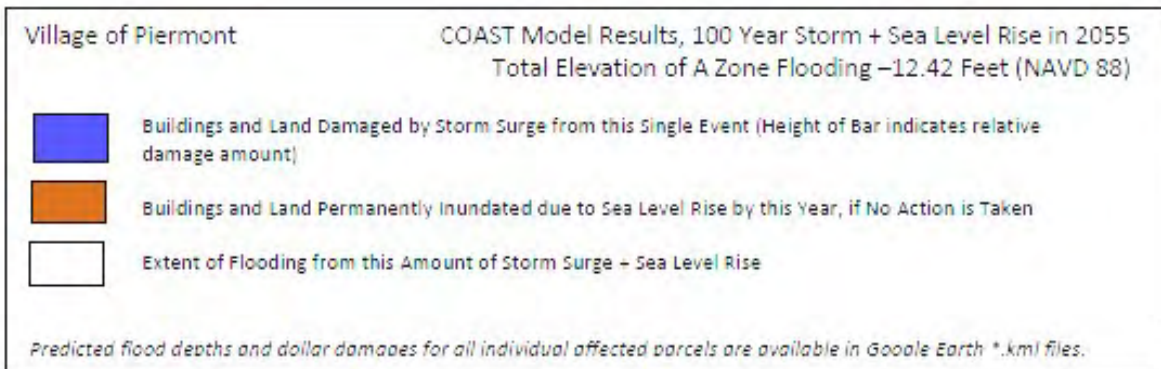 Village of Piermont
COAST Model Results, 100 Year Storm + Sea Level Rise in 2055
Total Elevation of A Zone Flooding –12.42 Feet (NAVD 88)
Buildings and Land Damaged by Storm Surge from this Single Event (Height of Bar indicates relative
damage amount)
Buildings and Land Permanently Inundated due to Sea Level Rise by this Year, if No Action is Taken
Extent of Flooding from this Amount of Storm Surge + Sea Level Rise
Predicted flood depths and dollar damages for all individual affected parcels are available in Google Earth *.kml files.